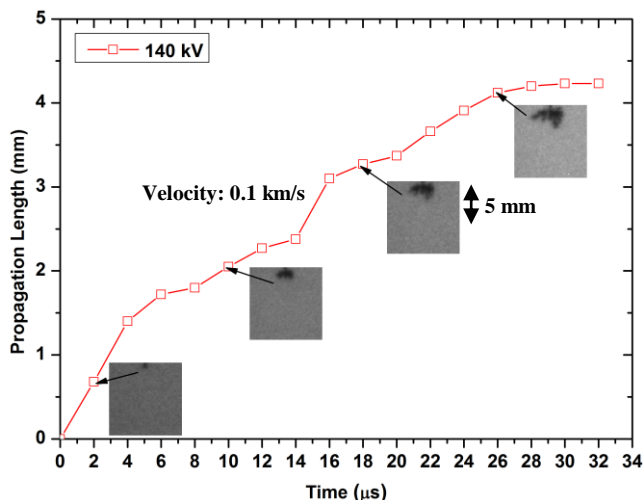 5
140 kV
4
3
Velocity: 0.1 km/s
5 mm
2
1
0
0 2 4 6 8 10 12 14 16 18 20 22 24 26 28 30 32 34
Propagation Length (mm)
Time (μs)